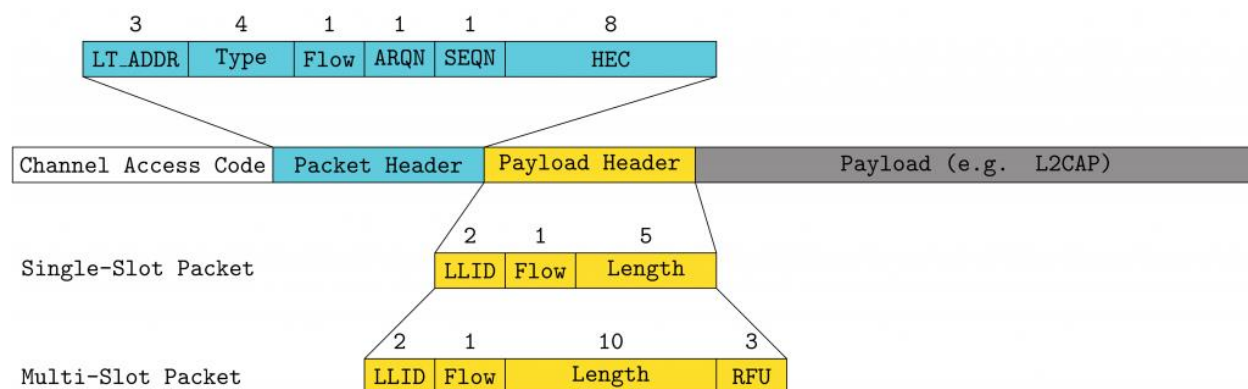 3 4 1 1 1 8
LT_ADDR Type Flow ARQN SEQN HEC
Channel Access Code Packet Header Payload Header Payload (e.g. L2CAP)
2 1 5
Single-Slot Packet LLID Flow Length
2 1 10 3
Multi-Slot Packet LLID Flow Length RFU